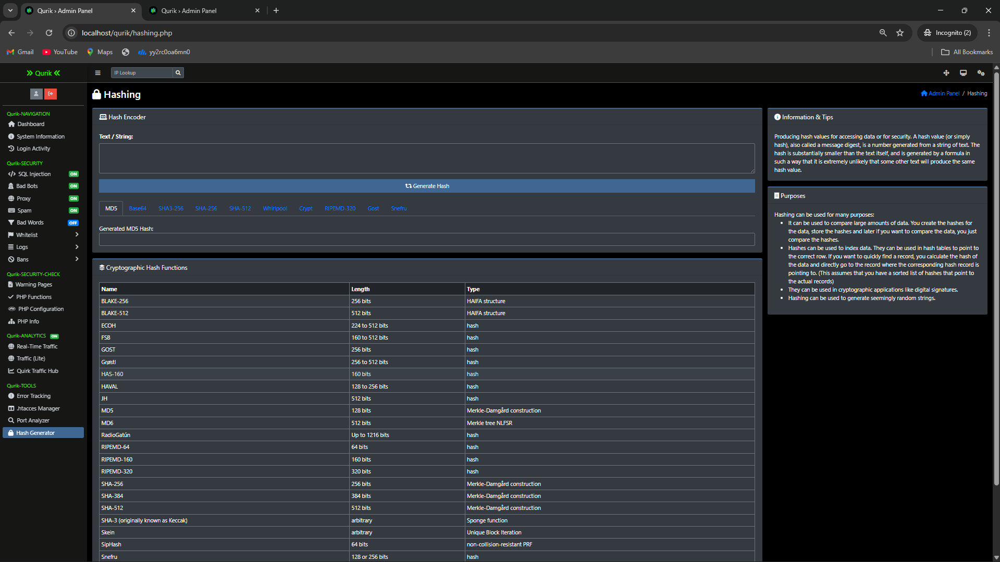 Qurik › Admin Panel
Qurik › Admin Panel
localhost/qurik/hashing.php
Incognito (2)
Gmail
YouTube
Maps
yy2rc0oa6mn0
All Bookmarks
Qurik
IP Lookup
Qurik-NAVIGATION
Dashboard
System Information
Login Activity
Qurik-SECURITY
SQL Injection ON
Bad Bots ON
Proxy ON
Spam ON
Bad Words OFF
Whitelist
Logs
Bans
Qurik-SECURITY-CHECK
Warning Pages
PHP Functions
PHP Configuration
PHP Info
Qurik-ANALYTICS ON
Real-Time Traffic
Traffic (Lite)
Quirk Traffic Hub
Qurik-TOOLS
Error Tracking
.htacces Manager
Port Analyzer
Hash Generator
Hashing
Admin Panel / Hashing
Hash Encoder
Text / String:
Generate Hash
MD5 Base64 SHA3-256 SHA-256 SHA-512 Whirlpool Crypt RIPEMD-320 Gost Snefru
Generated MD5 Hash:
Cryptographic Hash Functions
Name Length Type
BLAKE-256 256 bits HAIFA structure
BLAKE-512 512 bits HAIFA structure
ECOH 224 to 512 bits hash
FSB 160 to 512 bits hash
GOST 256 bits hash
Grøstl 256 to 512 bits hash
HAS-160 160 bits hash
HAVAL 128 to 256 bits hash
JH 512 bits hash
MD5 128 bits Merkle-Damgård construction
MD6 512 bits Merkle tree NLFSR
RadioGatún Up to 1216 bits hash
RIPEMD-64 64 bits hash
RIPEMD-160 160 bits hash
RIPEMD-320 320 bits hash
SHA-256 256 bits Merkle-Damgård construction
SHA-384 384 bits Merkle-Damgård construction
SHA-512 512 bits Merkle-Damgård construction
SHA-3 (originally known as Keccak) arbitrary Sponge function
Skein arbitrary Unique Block Iteration
SipHash 64 bits non-collision-resistant PRF
Snefru 128 or 256 bits hash
Information & Tips
Producing hash values for accessing data or for security. A hash value (or simply
hash), also called a message digest, is a number generated from a string of text. The
hash is substantially smaller than the text itself, and is generated by a formula in
such a way that it is extremely unlikely that some other text will produce the same
hash value.
Purposes
Hashing can be used for many purposes:
• It can be used to compare large amounts of data. You create the hashes for
the data, store the hashes and later if you want to compare the data, you just
compare the hashes.
• Hashes can be used to index data. They can be used in hash tables to point to
the correct row. If you want to quickly find a record, you calculate the hash of
the data and directly go to the record where the corresponding hash record is
pointing to. (This assumes that you have a sorted list of hashes that point to
the actual records)
• They can be used in cryptographic applications like digital signatures.
• Hashing can be used to generate seemingly random strings.